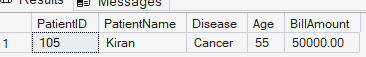 Results Messages
PatientID PatientName Disease Age BillAmount
1 105 Kiran Cancer 55 50000.00